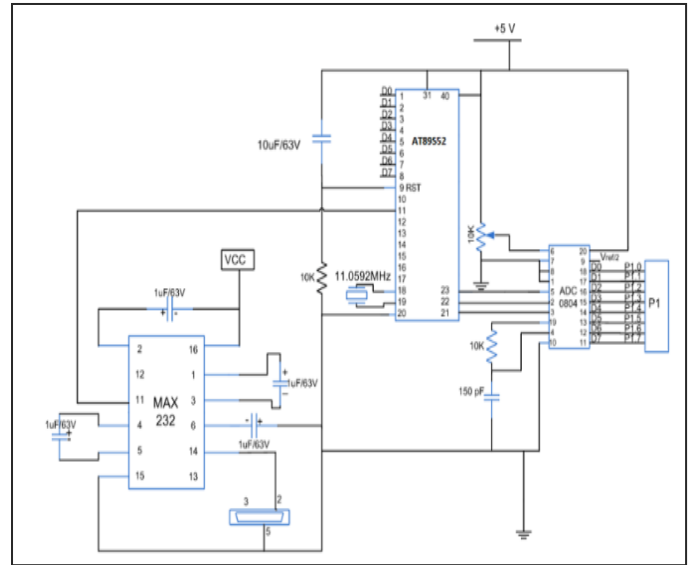 +5 V
10uF/63V
D0 1 31 40
D1 2
D2 3
D3 4
D4 5
D5 6
D6 7
D7 8
AT89S52
9 RST
10
11
12
13
14
15
16
17
18 23
19 22
20 21
10K
11.0592MHz
10K
6 20
7 9 Vref/2
8 18 D0 P1.0
1 17 D1 P1.1
5 16 D2 P1.2
2 15 D3 P1.3
3 14 D4 P1.4
19 13 D5 P1.5
4 12 D6 P1.6
10 11 D7 P1.7
ADC
0804
P1
10K
150 pF
VCC
1uF/63V
+ -
2 16
12 1
11 3
4 6
5 14
15 13
MAX
232
+
1uF/63V
–
1uF/63V
+
- +
1uF/63V
3 2
5